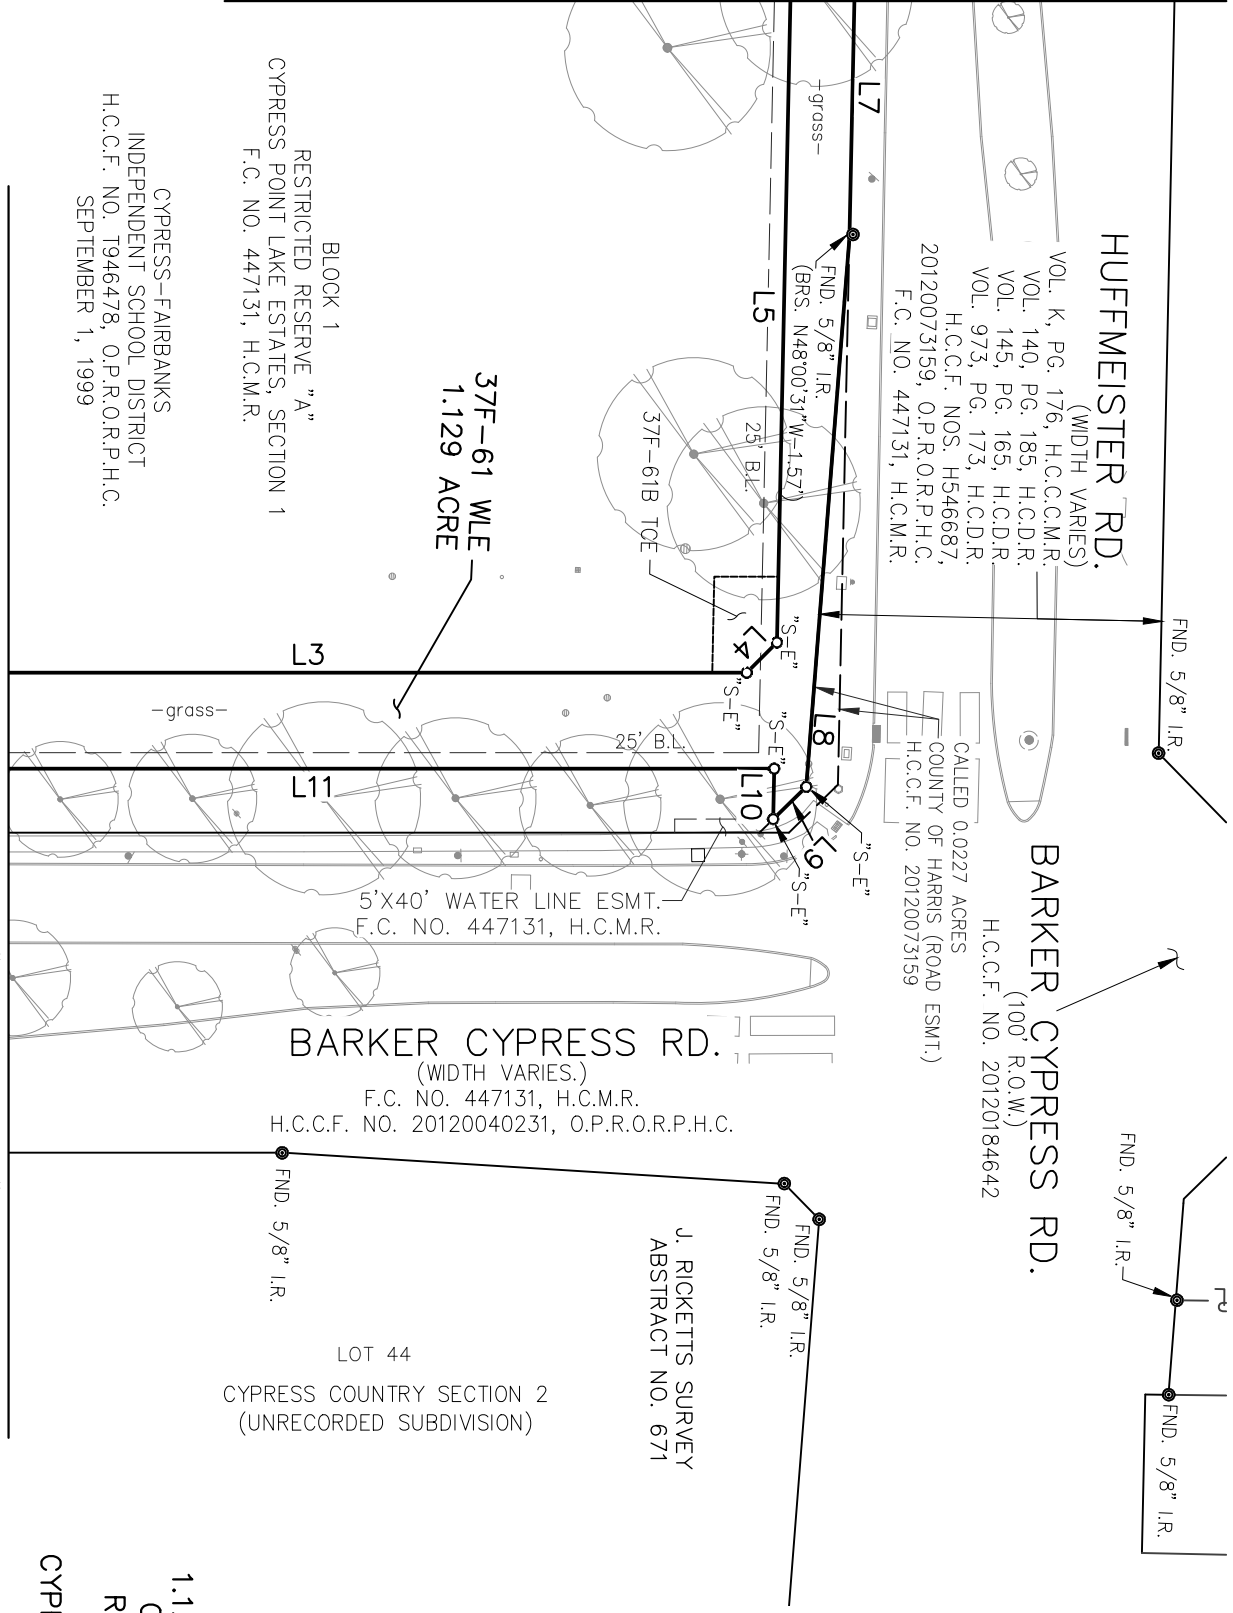 HUFFMEISTER RD.
(WIDTH VARIES)
VOL. K, PG. 176, H.C.C.C.M.R.
VOL. 140, PG. 185, H.C.D.R.
VOL. 145, PG. 165, H.C.D.R.
VOL. 973, PG. 173, H.C.D.R.
H.C.C.F. NOS. H546687,
20120073159, O.P.R.O.R.P.H.C.
F.C. NO. 447131, H.C.M.R.
L7
-grass-
FND. 5/8" I.R.
(BRS. N48°00'31"W-1.57')
L5
25' B.L.
37F-61B TCE
BLOCK 1
RESTRICTED RESERVE "A"
CYPRESS POINT LAKE ESTATES, SECTION 1
F.C. NO. 447131, H.C.M.R.
CYPRESS-FAIRBANKS
INDEPENDENT SCHOOL DISTRICT
H.C.C.F. NO. T946478, O.P.R.O.R.P.H.C.
SEPTEMBER 1, 1999
37F-61 WLE
1.129 ACRE
FND. 5/8" I.R.
"S-E"
L4
"S-E"
L3
-grass-
25' B.L.
"S-E"
L8
L11
L10
L9
"S-E"
"S-E"
CALLED 0.0227 ACRES
COUNTY OF HARRIS (ROAD ESMT.)
H.C.C.F. NO. 20120073159
5'X40' WATER LINE ESMT.
F.C. NO. 447131, H.C.M.R.
BARKER CYPRESS RD.
(100' R.O.W.)
H.C.C.F. NO. 20120184642
BARKER CYPRESS RD.
(WIDTH VARIES.)
F.C. NO. 447131, H.C.M.R.
H.C.C.F. NO. 20120040231, O.P.R.O.R.P.H.C.
FND. 5/8" I.R.
FND. 5/8" I.R.
FND. 5/8" I.R.
FND. 5/8" I.R.
FND. 5/8" I.R.
J. RICKETTS SURVEY
ABSTRACT NO. 671
LOT 44
CYPRESS COUNTRY SECTION 2
(UNRECORDED SUBDIVISION)
1.1
R
CYP